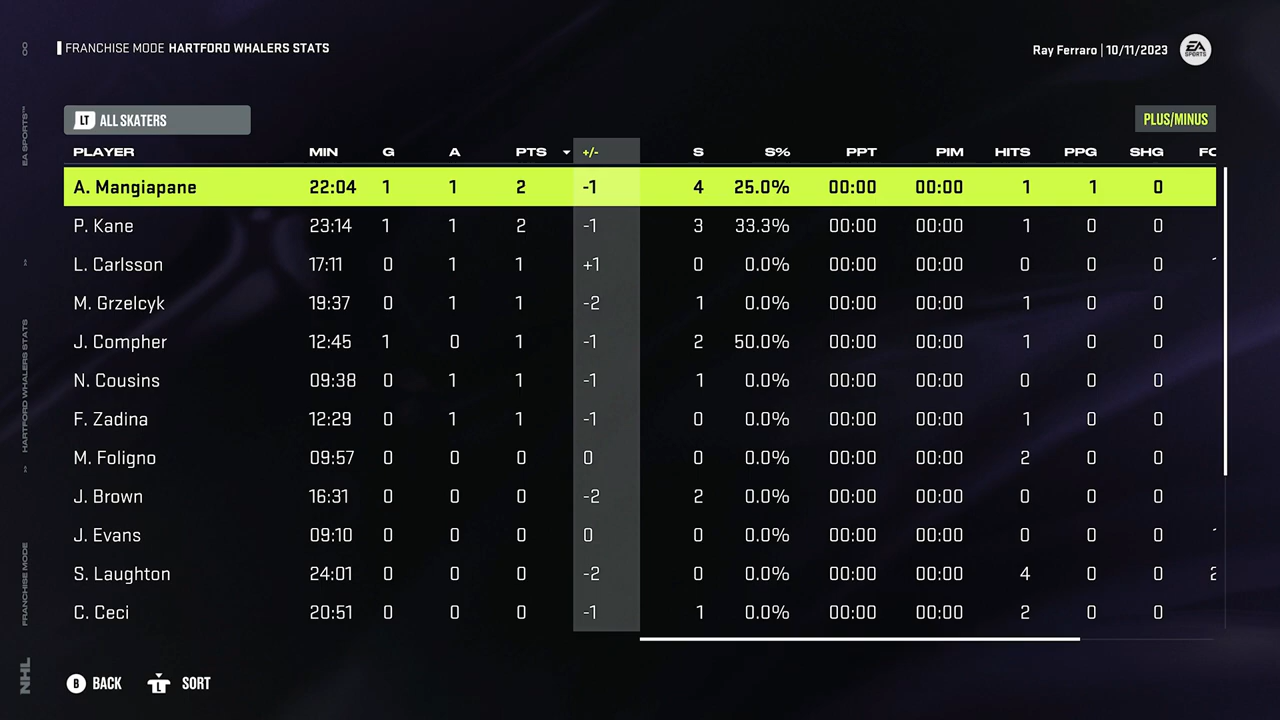 FRANCHISE MODE HARTFORD WHALERS STATS
Ray Ferraro | 10/11/2023
EA SPORTS
LT ALL SKATERS
PLUS/MINUS
PLAYER MIN G A PTS +/- S S% PPT PIM HITS PPG SHG FO
A. Mangiapane 22:04 1 1 2 -1 4 25.0% 00:00 00:00 1 1 0
P. Kane 23:14 1 1 2 -1 3 33.3% 00:00 00:00 1 0 0
L. Carlsson 17:11 0 1 1 +1 0 0.0% 00:00 00:00 0 0 0
M. Grzelcyk 19:37 0 1 1 -2 1 0.0% 00:00 00:00 1 0 0
J. Compher 12:45 1 0 1 -1 2 50.0% 00:00 00:00 1 0 0
N. Cousins 09:38 0 1 1 -1 1 0.0% 00:00 00:00 0 0 0
F. Zadina 12:29 0 1 1 -1 0 0.0% 00:00 00:00 1 0 0
M. Foligno 09:57 0 0 0 0 0 0.0% 00:00 00:00 2 0 0
J. Brown 16:31 0 0 0 -2 2 0.0% 00:00 00:00 0 0 0
J. Evans 09:10 0 0 0 0 0 0.0% 00:00 00:00 0 0 0
S. Laughton 24:01 0 0 0 -2 0 0.0% 00:00 00:00 4 0 0 2
C. Ceci 20:51 0 0 0 -1 1 0.0% 00:00 00:00 2 0 0
B BACK L SORT
NHL FRANCHISE MODE >> HARTFORD WHALERS STATS >> EA SPORTS™